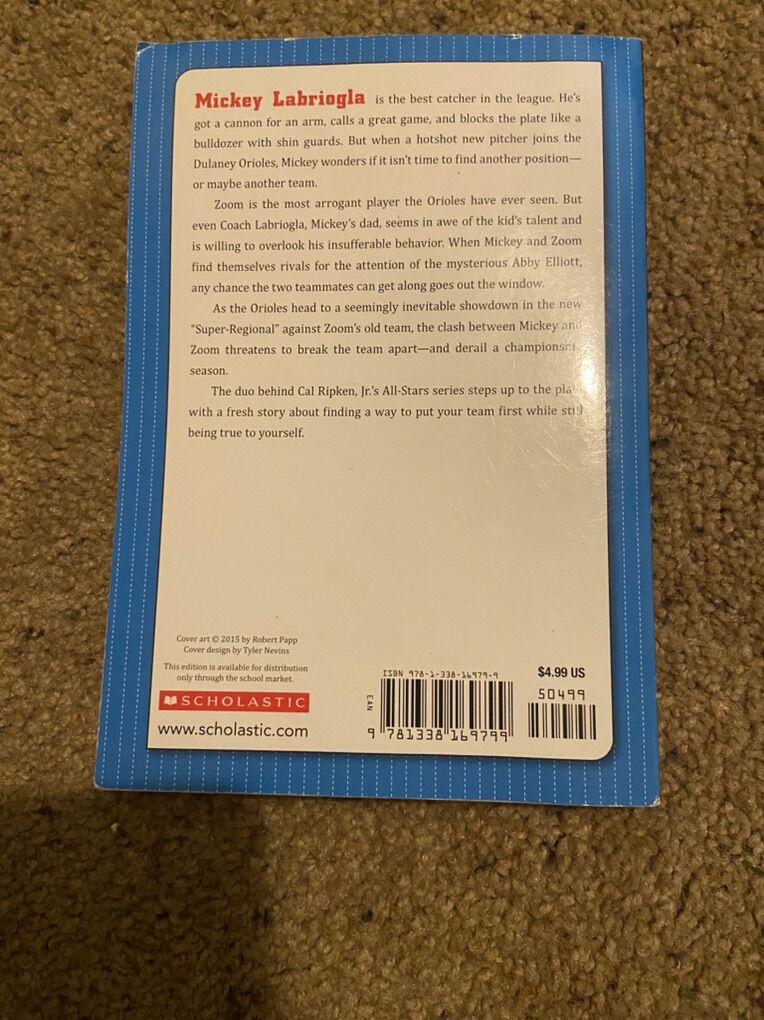 Mickey Labriogla is the best catcher in the league. He's
got a cannon for an arm, calls a great game, and blocks the plate like a
bulldozer with shin guards. But when a hotshot new pitcher joins the
Dulaney Orioles, Mickey wonders if it isn't time to find another position—
or maybe another team.
Zoom is the most arrogant player the Orioles have ever seen. But
even Coach Labriogla, Mickey's dad, seems in awe of the kid's talent and
is willing to overlook his insufferable behavior. When Mickey and Zoom
find themselves rivals for the attention of the mysterious Abby Elliott,
any chance the two teammates can get along goes out the window.
As the Orioles head to a seemingly inevitable showdown in the new
"Super-Regional" against Zoom's old team, the clash between Mickey and
Zoom threatens to break the team apart—and derail a championship
season.
The duo behind Cal Ripken, Jr.'s All-Stars series steps up to the plate
with a fresh story about finding a way to put your team first while still
being true to yourself.
Cover art © 2015 by Robert Papp
Cover design by Tyler Nevins
This edition is available for distribution
only through the school market.
SCHOLASTIC
www.scholastic.com
ISBN 978-1-338-16979-9
$4.99 US
50499
EAN
9 781338 169799